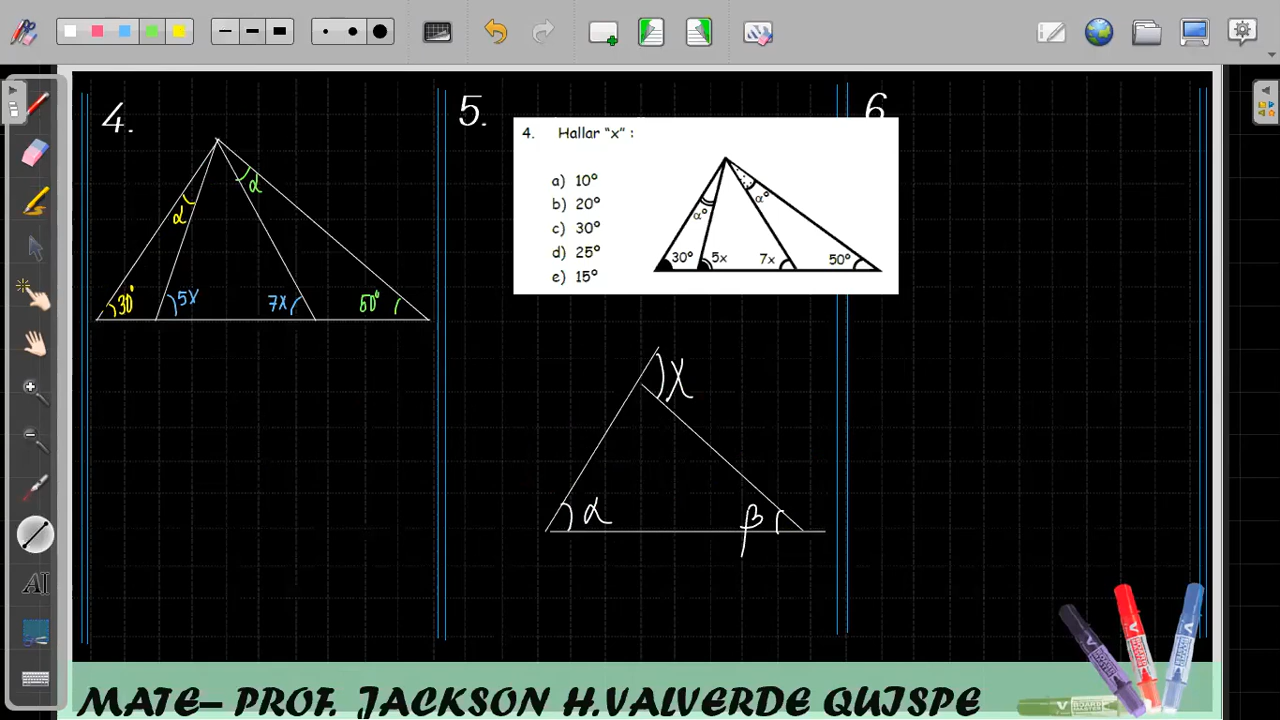 4.
α
α
30°
5X
7X
50°
5.
4. Hallar "x" :
a) 10°
b) 20°
c) 30°
d) 25°
e) 15°
α°
α°
30°
5x
7x
50°
X
α
β
6
MATE– PROF. JACKSON H.VALVERDE QUISPE